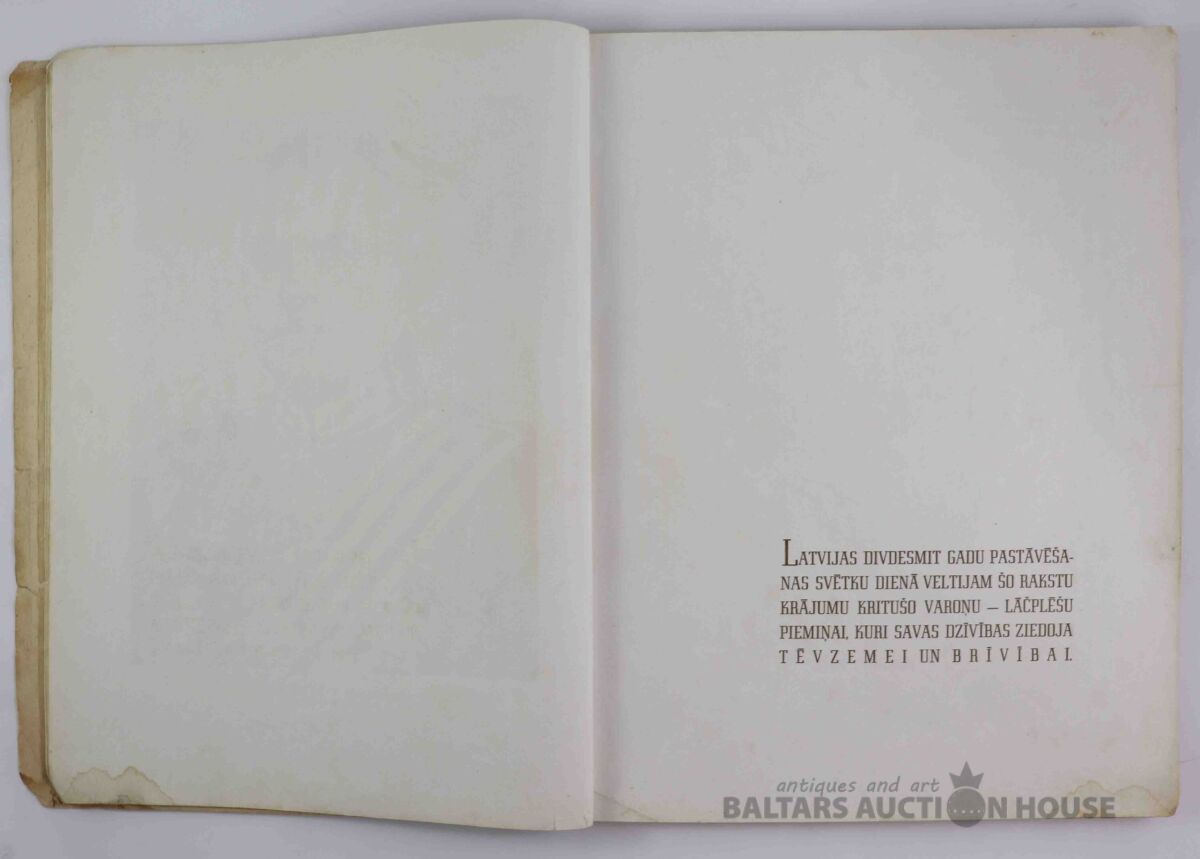 LATVIJAS DIVDESMIT GADU PASTĀVĒŠA-
NAS SVĒTKU DIENĀ VELTIJAM ŠO RAKSTU
KRĀJUMU KRITUŠO VAROŅU – LĀČPLĒŠU
PIEMIŅAI, KURI SAVAS DZĪVĪBAS ZIEDOJA
TĒVZEMEI UN BRĪVĪBAI.
antiques and art
BALTARS AUCTION HOUSE